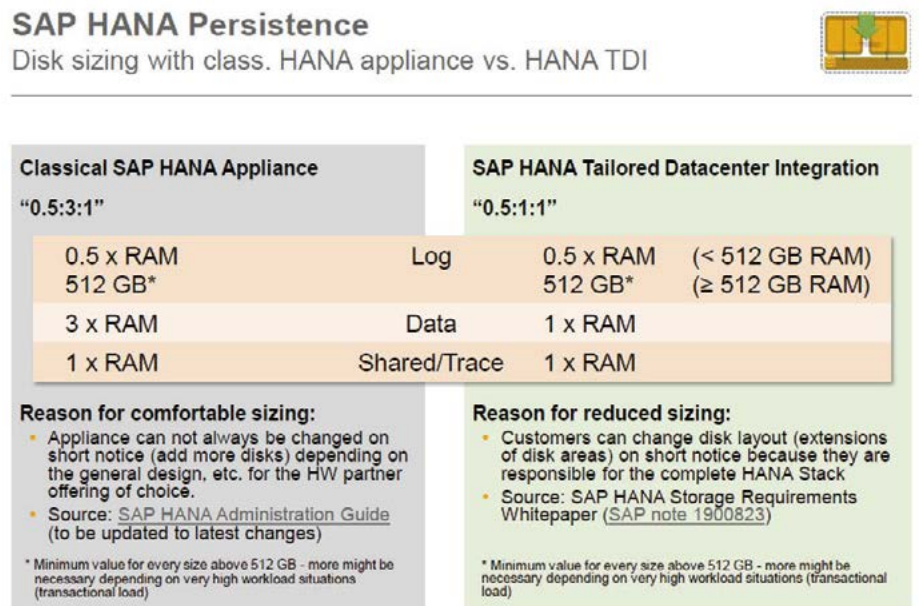 SAP HANA Persistence
Disk sizing with class. HANA appliance vs. HANA TDI
Classical SAP HANA Appliance
“0.5:3:1”
SAP HANA Tailored Datacenter Integration
“0.5:1:1”
0.5 x RAM Log 0.5 x RAM (< 512 GB RAM)
512 GB* 512 GB* (≥ 512 GB RAM)
3 x RAM Data 1 x RAM
1 x RAM Shared/Trace 1 x RAM
Reason for comfortable sizing:
• Appliance can not always be changed on
short notice (add more disks) depending on
the general design, etc. for the HW partner
offering of choice.
• Source: SAP HANA Administration Guide
(to be updated to latest changes)
* Minimum value for every size above 512 GB - more might be
necessary depending on very high workload situations
(transactional load)
Reason for reduced sizing:
• Customers can change disk layout (extensions
of disk areas) on short notice because they are
responsible for the complete HANA Stack
• Source: SAP HANA Storage Requirements
Whitepaper (SAP note 1900823)
* Minimum value for every size above 512 GB - more might be
necessary depending on very high workload situations (transactional
load)